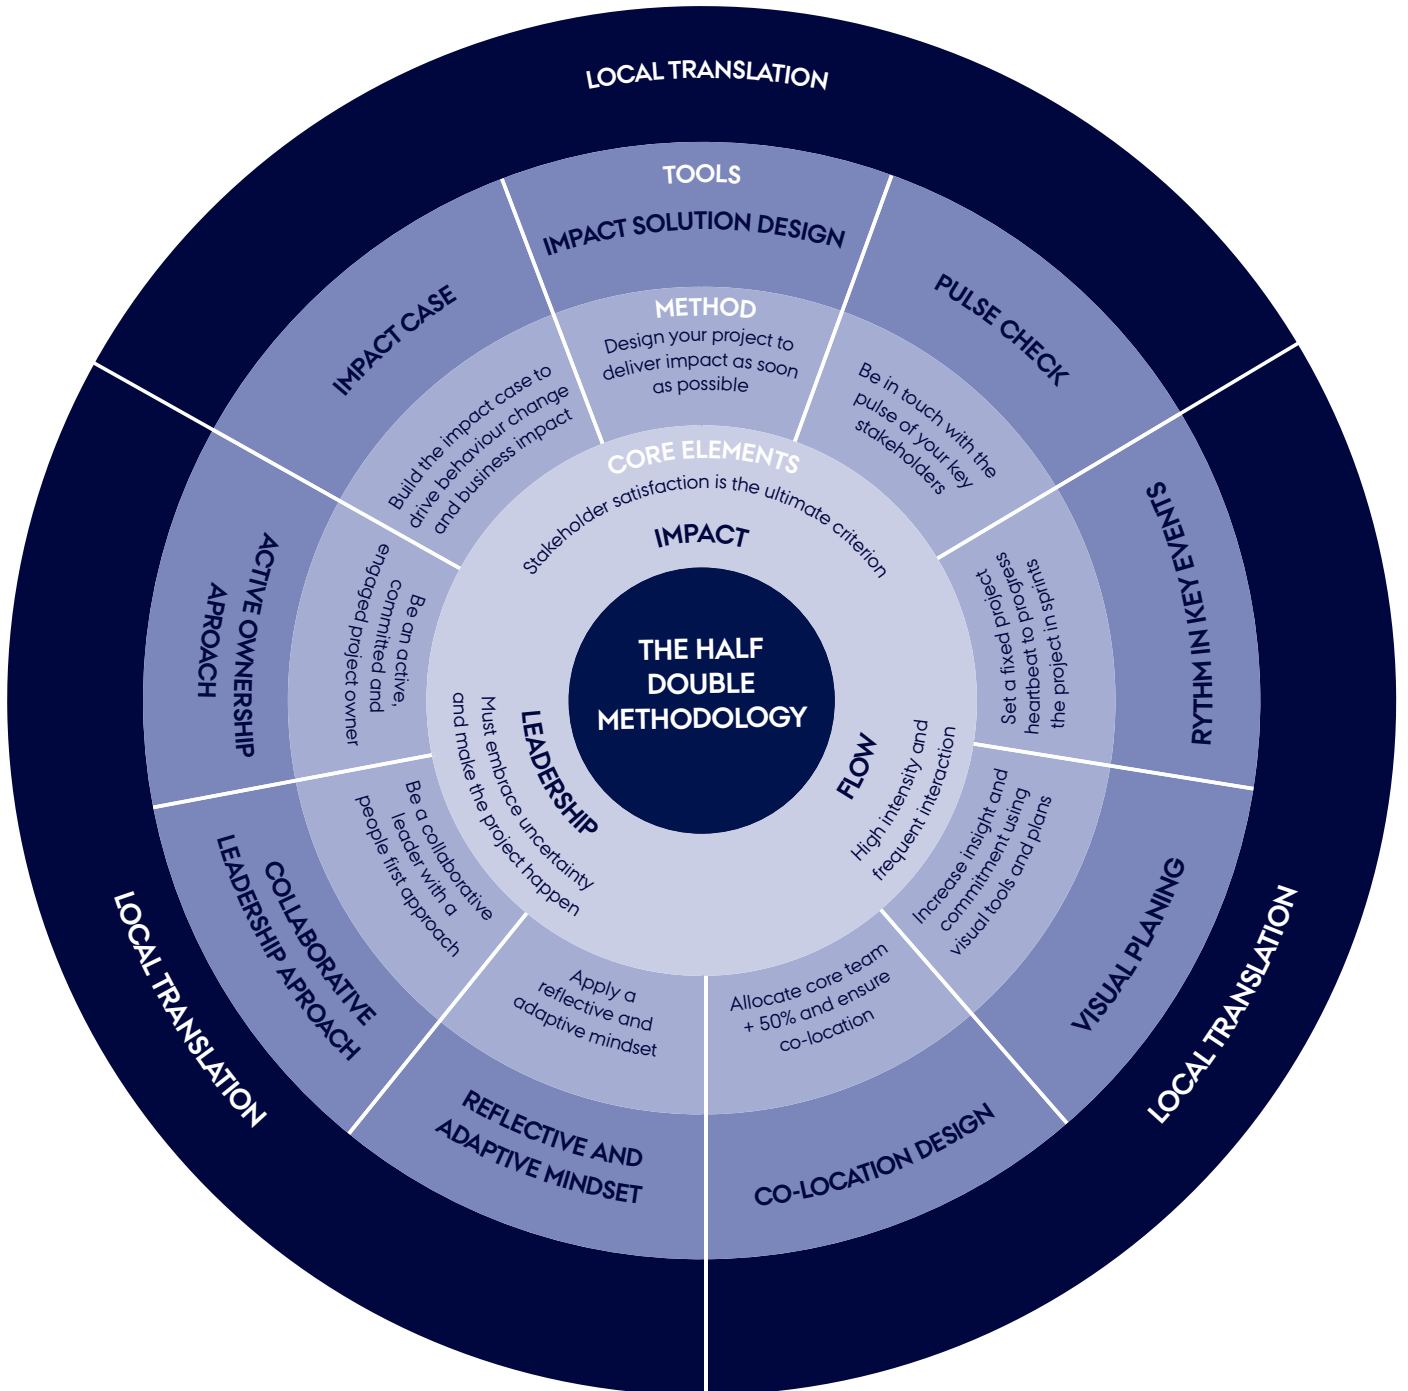 LOCAL TRANSLATION
TOOLS
IMPACT SOLUTION DESIGN
METHOD
Design your project to
deliver impact as soon
as possible
PULSE CHECK
Be in touch with the
pulse of your key
stakeholders
IMPACT CASE
Build the impact case to
drive behaviour change
and business impact
CORE ELEMENTS
Stakeholder satisfaction is the ultimate criterion
IMPACT
THE HALF
DOUBLE
METHODOLOGY
RYTHM IN KEY EVENTS
Set a fixed project
heartbeat to progress
the project in sprints
VISUAL PLANING
Increase insight and
commitment using
visual tools and plans
FLOW
High intensity and
frequent interaction
CO-LOCATION DESIGN
Allocate core team
+ 50% and ensure
co-location
LOCAL TRANSLATION
LEADERSHIP
Must embrace uncertainty
and make the project happen
Apply a
reflective and
adaptive mindset
REFLECTIVE AND
ADAPTIVE MINDSET
Be a collaborative
leader with a
people first approach
COLLABORATIVE
LEADERSHIP APROACH
Be an active,
committed and
engaged project owner
ACTIVE OWNERSHIP
APROACH
LOCAL TRANSLATION